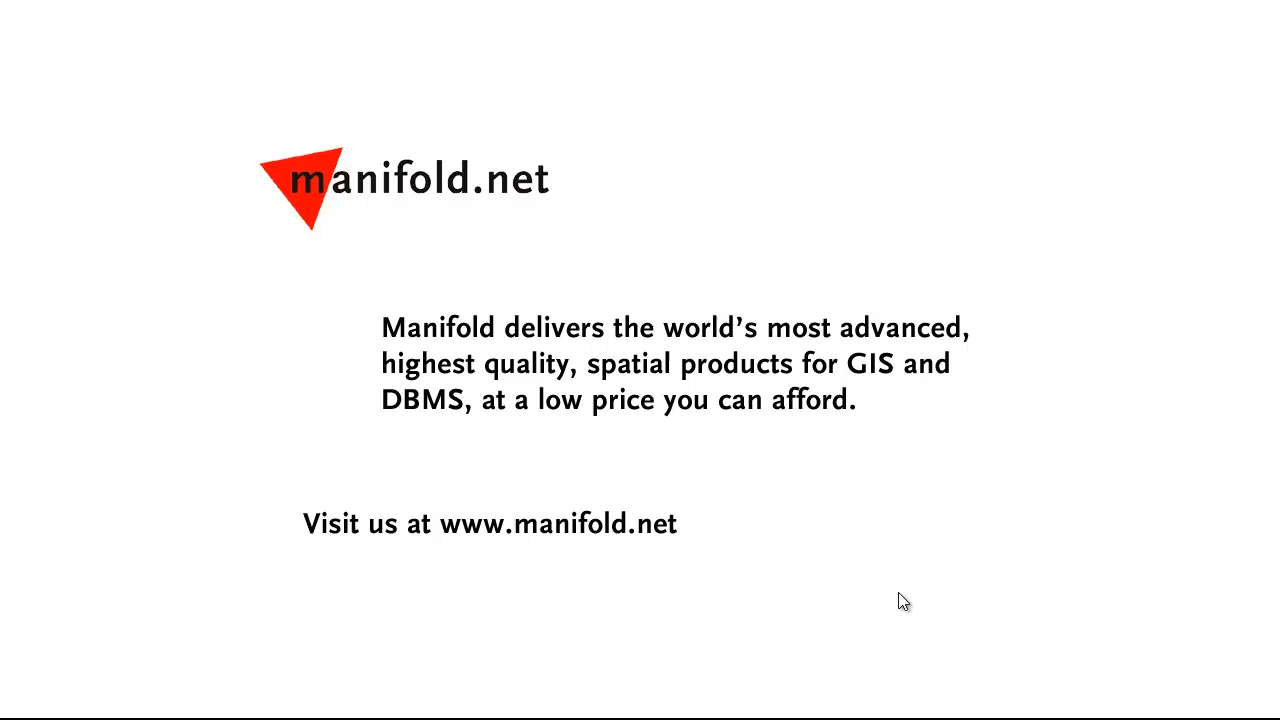 manifold.net
Manifold delivers the world’s most advanced,
highest quality, spatial products for GIS and
DBMS, at a low price you can afford.
Visit us at www.manifold.net